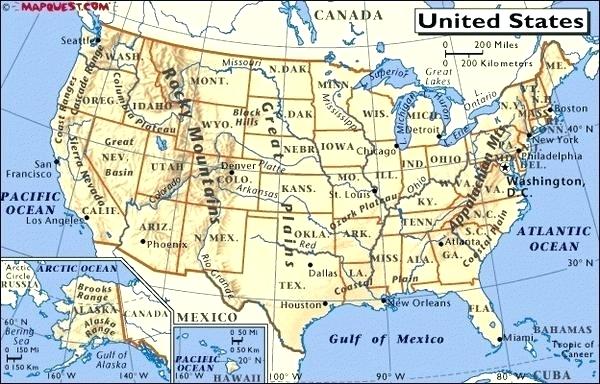 MAPQUEST.COM
CANADA
United States
0 200 Miles
0 200 Kilometers
Seattle
WASH.
Missouri
MONT.
N.DAK.
MINN.
Superior
Great
Lakes
ME.
OREG.
IDAHO
Coast Ranges
Cascade Range
Columbia Plateau
Rocky Mountains
WYO.
Black
Hills
S.DAK.
Mississippi
WIS.
Michigan
Huron
MICH.
Detroit
L. Ontario
Erie
N.Y.
VT.
N.H.
Boston
R.I.
CONN.
40° N
New York
Philadelphia
DEL.
MD.
Washington,
D.C.
Great
Basin
NEV.
UTAH
Sierra Nevada
San
Francisco
Great Plains
NEBR.
IOWA
Chicago
Denver
Platte
COLO.
Arkansas
KANS.
MO.
ILL.
IND.
OHIO
St. Louis
Ohio
W.VA.
VA.
KY.
Appalachian Mts.
Ozark Plateau
TENN.
N.C.
S.C.
PACIFIC
OCEAN
CALIF.
Los Angeles
Colorado
ARIZ.
Phoenix
N. MEX.
OKLA.
Red
ARK.
MISS.
ALA.
Atlanta
GA.
Coastal Plain
ATLANTIC
OCEAN
30° N
Rio Grande
Dallas
TEX.
LA.
Coastal Plain
Houston
New Orleans
FLA.
Miami
MEXICO
Gulf of Mexico
BAHAMAS
Tropic of
Cancer
CUBA
80° W
90° W
100° W
Arctic
Circle
ARCTIC OCEAN
RUSSIA
Brooks
Range
ALASKA
Alaska
Range
CANADA
60° N
Bering
Sea
0 150 Mi
0 150 Km
Gulf of
Alaska
160° W
140° W
0 50 Mi
0 50 Km
PACIFIC
OCEAN
20° N
HAWAII
160° W